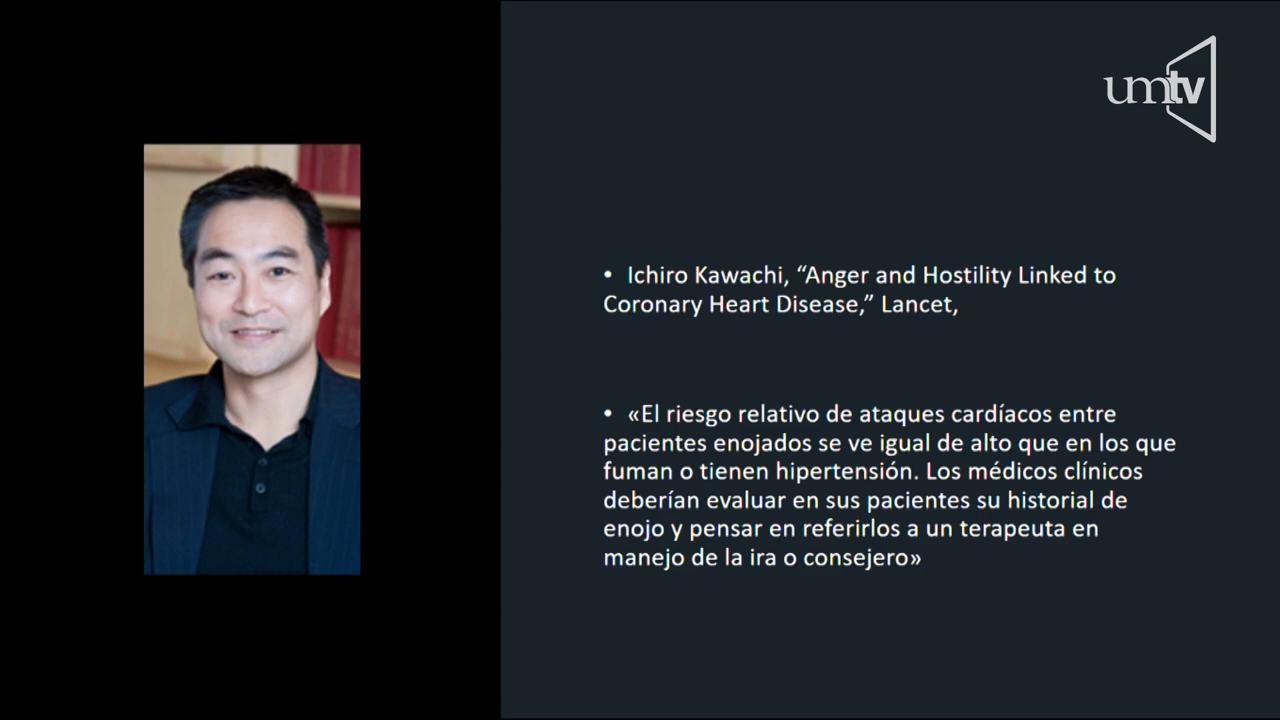 umtv
• Ichiro Kawachi, “Anger and Hostility Linked to
Coronary Heart Disease,” Lancet,
• «El riesgo relativo de ataques cardíacos entre
pacientes enojados se ve igual de alto que en los que
fuman o tienen hipertensión. Los médicos clínicos
deberían evaluar en sus pacientes su historial de
enojo y pensar en referirlos a un terapeuta en
manejo de la ira o consejero»